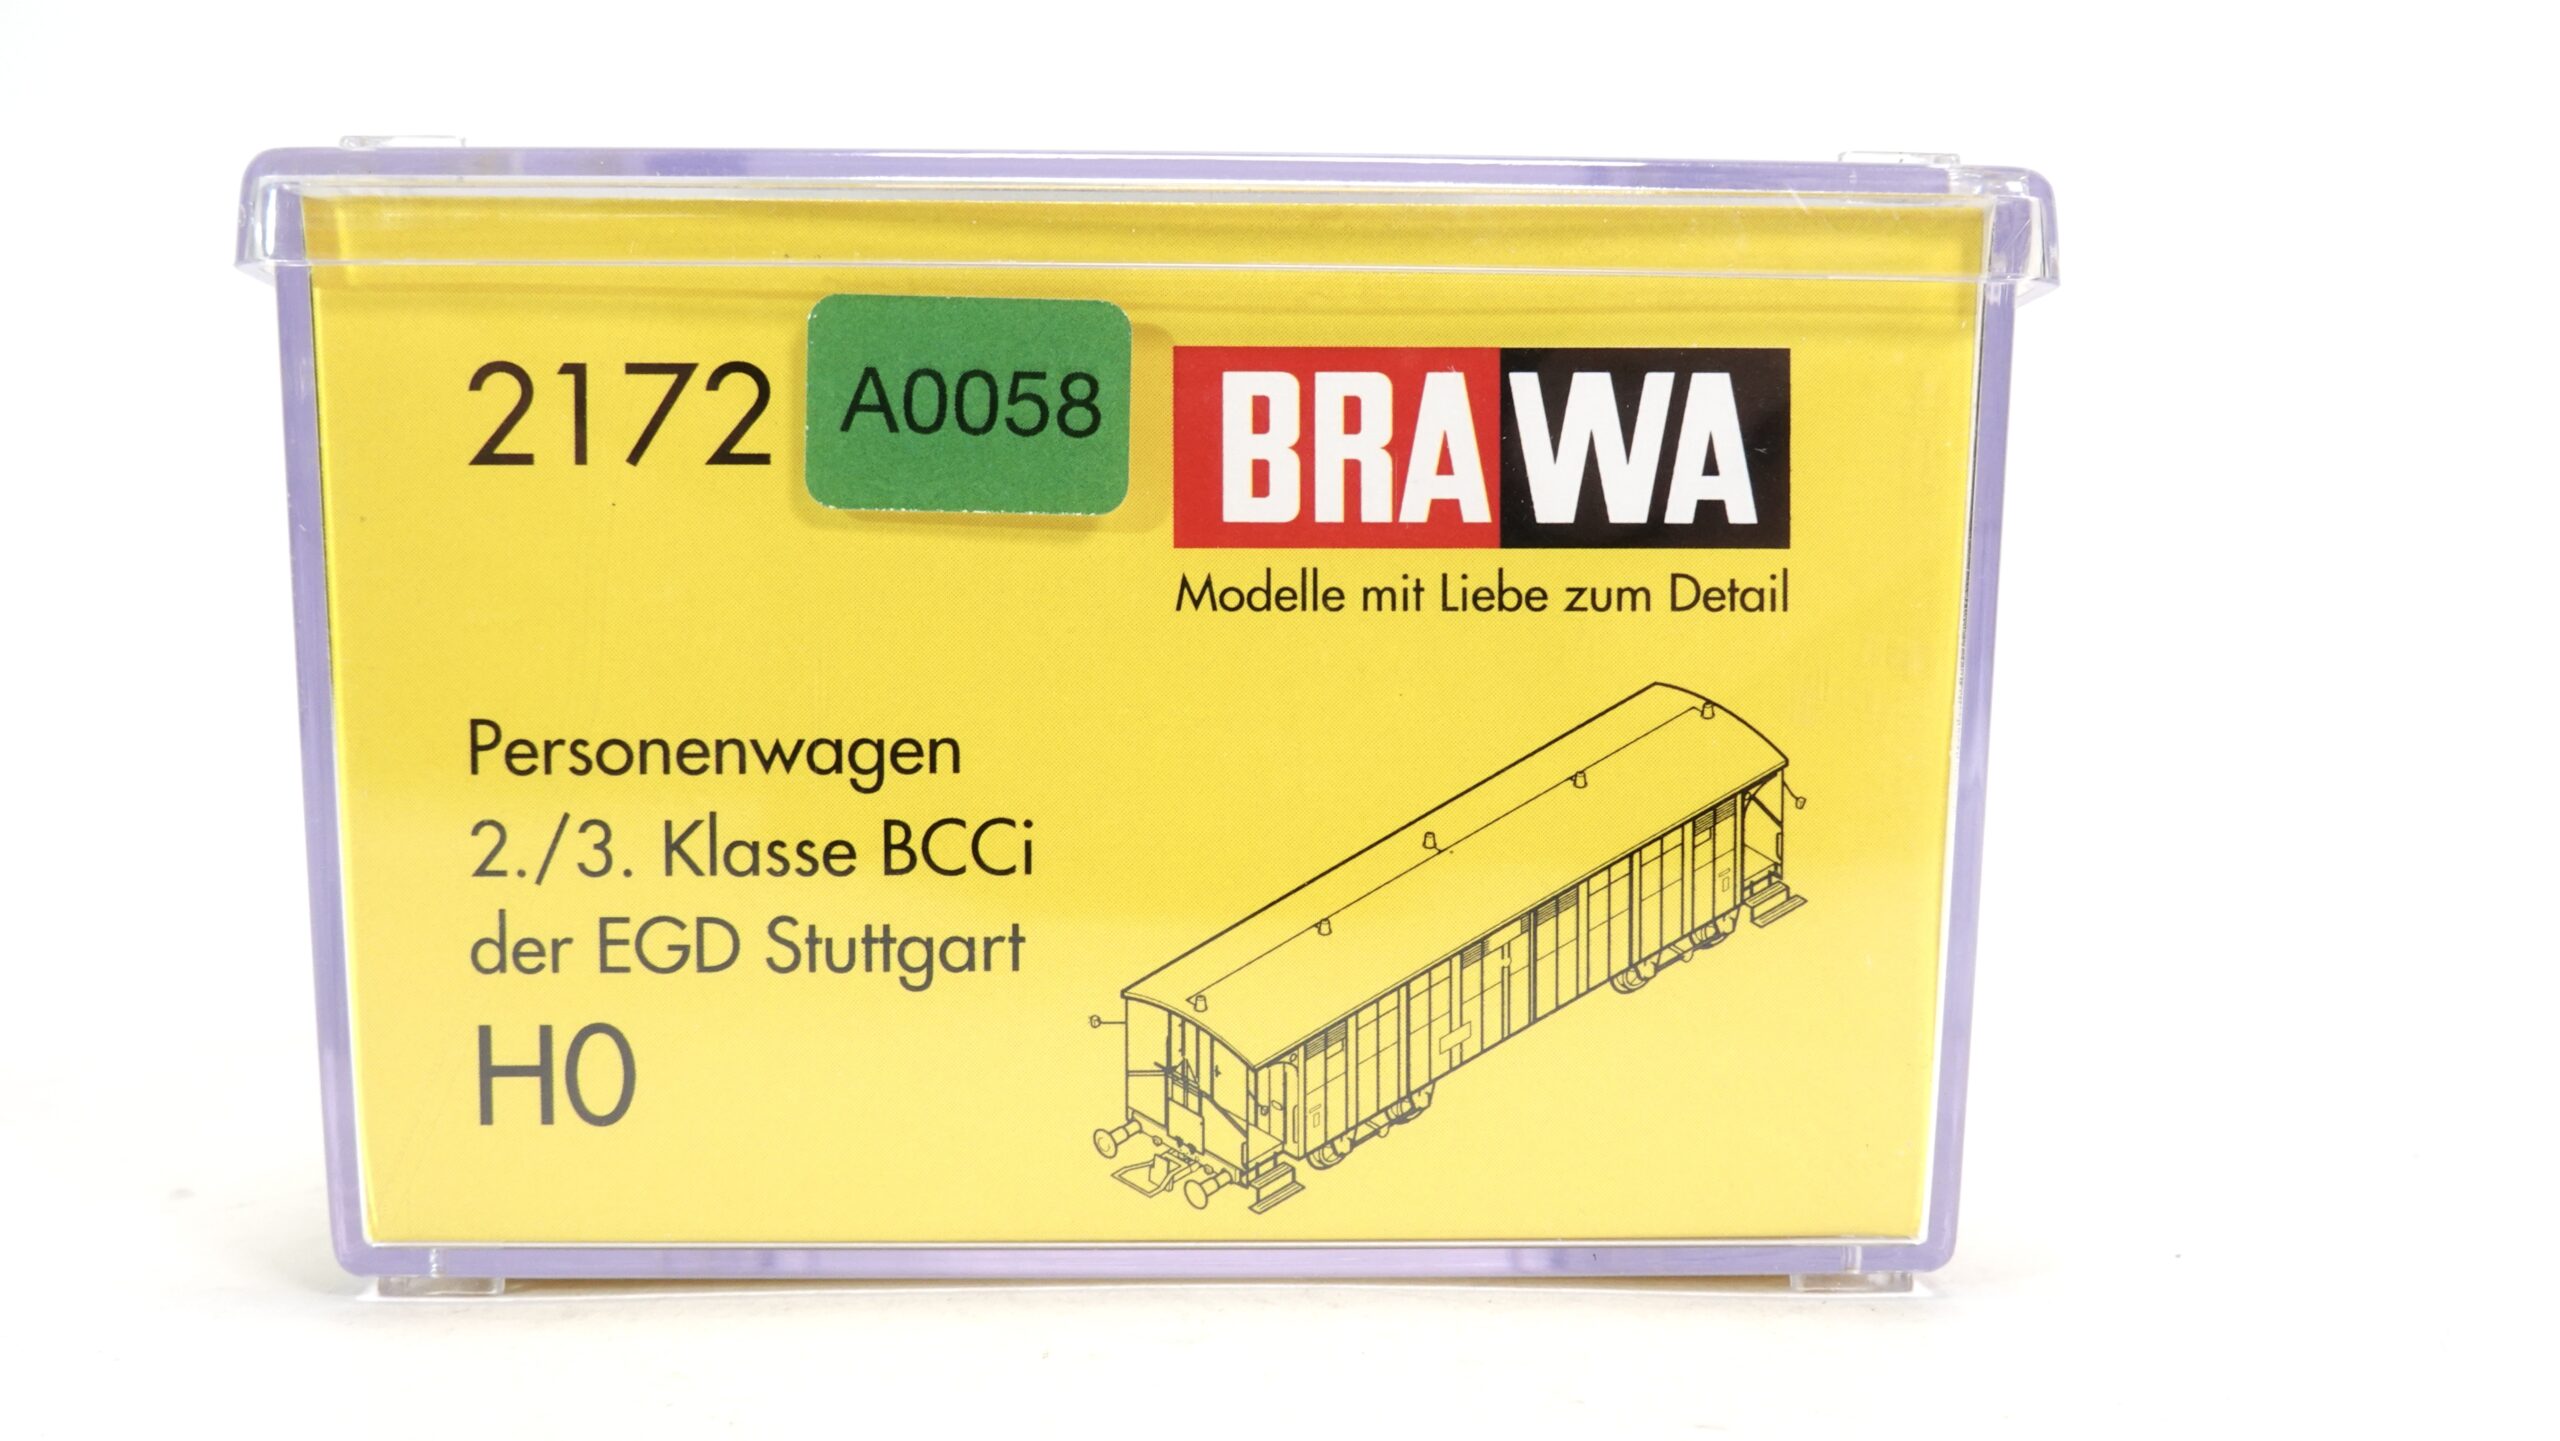 2172
A0058
BRAWA
Modelle mit Liebe zum Detail
Personenwagen
2./3. Klasse BCCi
der EGD Stuttgart
H0